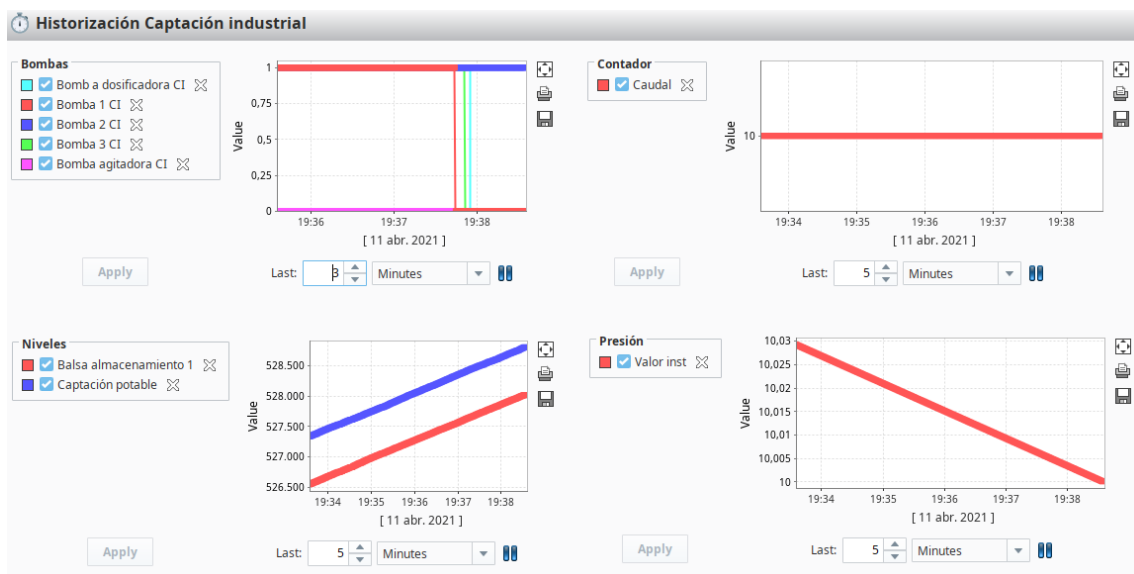 Historización Captación industrial
Bombas
Bomb a dosificadora CI
Bomba 1 CI
Bomba 2 CI
Bomba 3 CI
Bomba agitadora CI
Value
1
0,75
0,5
0,25
0
19:36 19:37 19:38
[ 11 abr. 2021 ]
Apply
Last: 3 Minutes
Contador
Caudal
Value
10
19:34 19:35 19:36 19:37 19:38
[ 11 abr. 2021 ]
Apply
Last: 5 Minutes
Niveles
Balsa almacenamiento 1
Captación potable
Value
528.500
528.000
527.500
527.000
526.500
19:34 19:35 19:36 19:37 19:38
[ 11 abr. 2021 ]
Apply
Last: 5 Minutes
Presión
Valor inst
Value
10,03
10,025
10,02
10,015
10,01
10,005
10
19:34 19:35 19:36 19:37 19:38
[ 11 abr. 2021 ]
Apply
Last: 5 Minutes